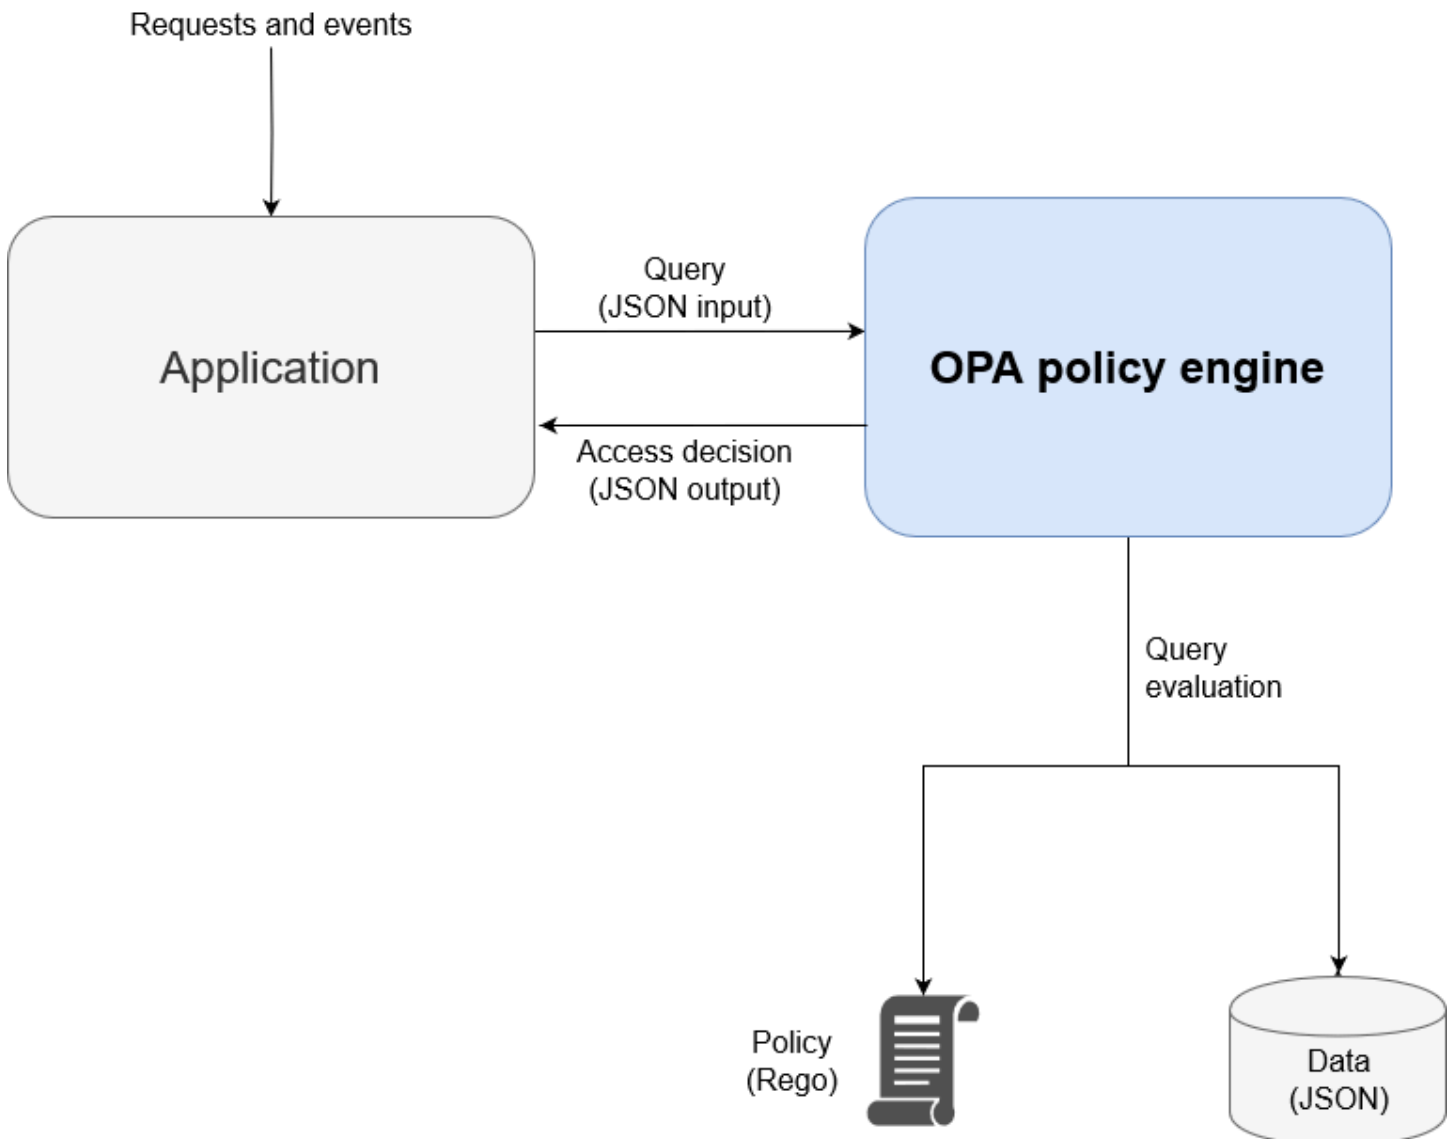 Requests and events
Query
(JSON input)
Application
OPA policy engine
Access decision
(JSON output)
Query
evaluation
Policy
(Rego)
Data
(JSON)